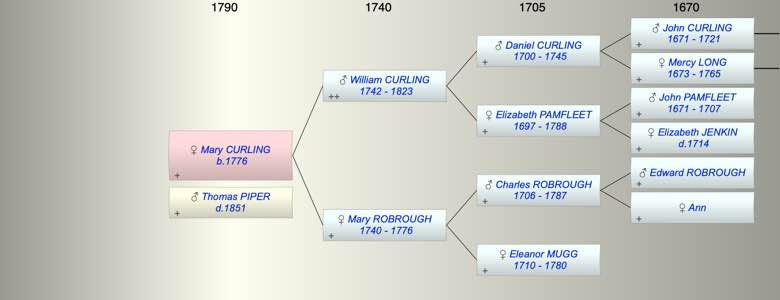 1790
1740
1705
1670
♂ John CURLING
1671 - 1721
+
♂ Daniel CURLING
1700 - 1745
+
♀ Mercy LONG
1673 - 1765
+
♂ William CURLING
1742 - 1823
++
♂ John PAMFLEET
1671 - 1707
+
♀ Elizabeth PAMFLEET
1697 - 1788
+
♀ Elizabeth JENKIN
d.1714
+
♀ Mary CURLING
b.1776
+
♂ Edward ROBROUGH
+
♂ Charles ROBROUGH
1706 - 1787
+
♂ Thomas PIPER
d.1851
+
♀ Ann
+
♀ Mary ROBROUGH
1740 - 1776
+
♀ Eleanor MUGG
1710 - 1780
+